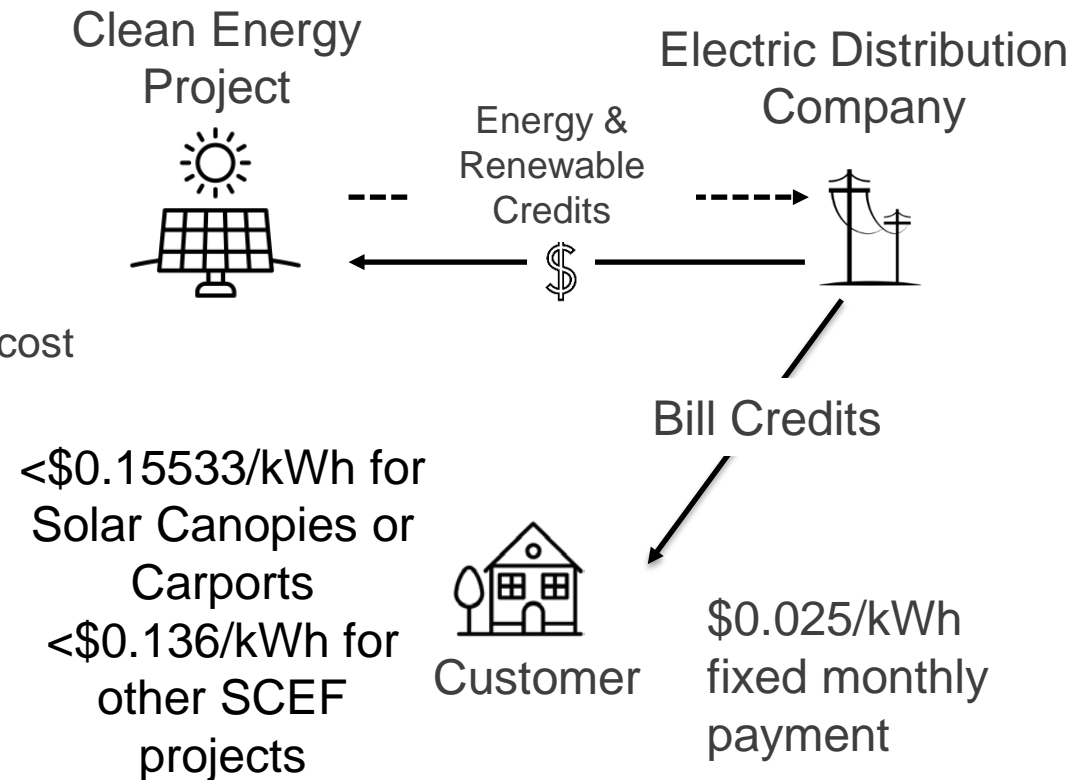 Clean Energy
Project
Electric Distribution
Company
Energy &
Renewable
Credits
$
cost
Bill Credits
<$0.15533/kWh for
Solar Canopies or
Carports
<$0.136/kWh for
other SCEF
projects
Customer
$0.025/kWh
fixed monthly
payment